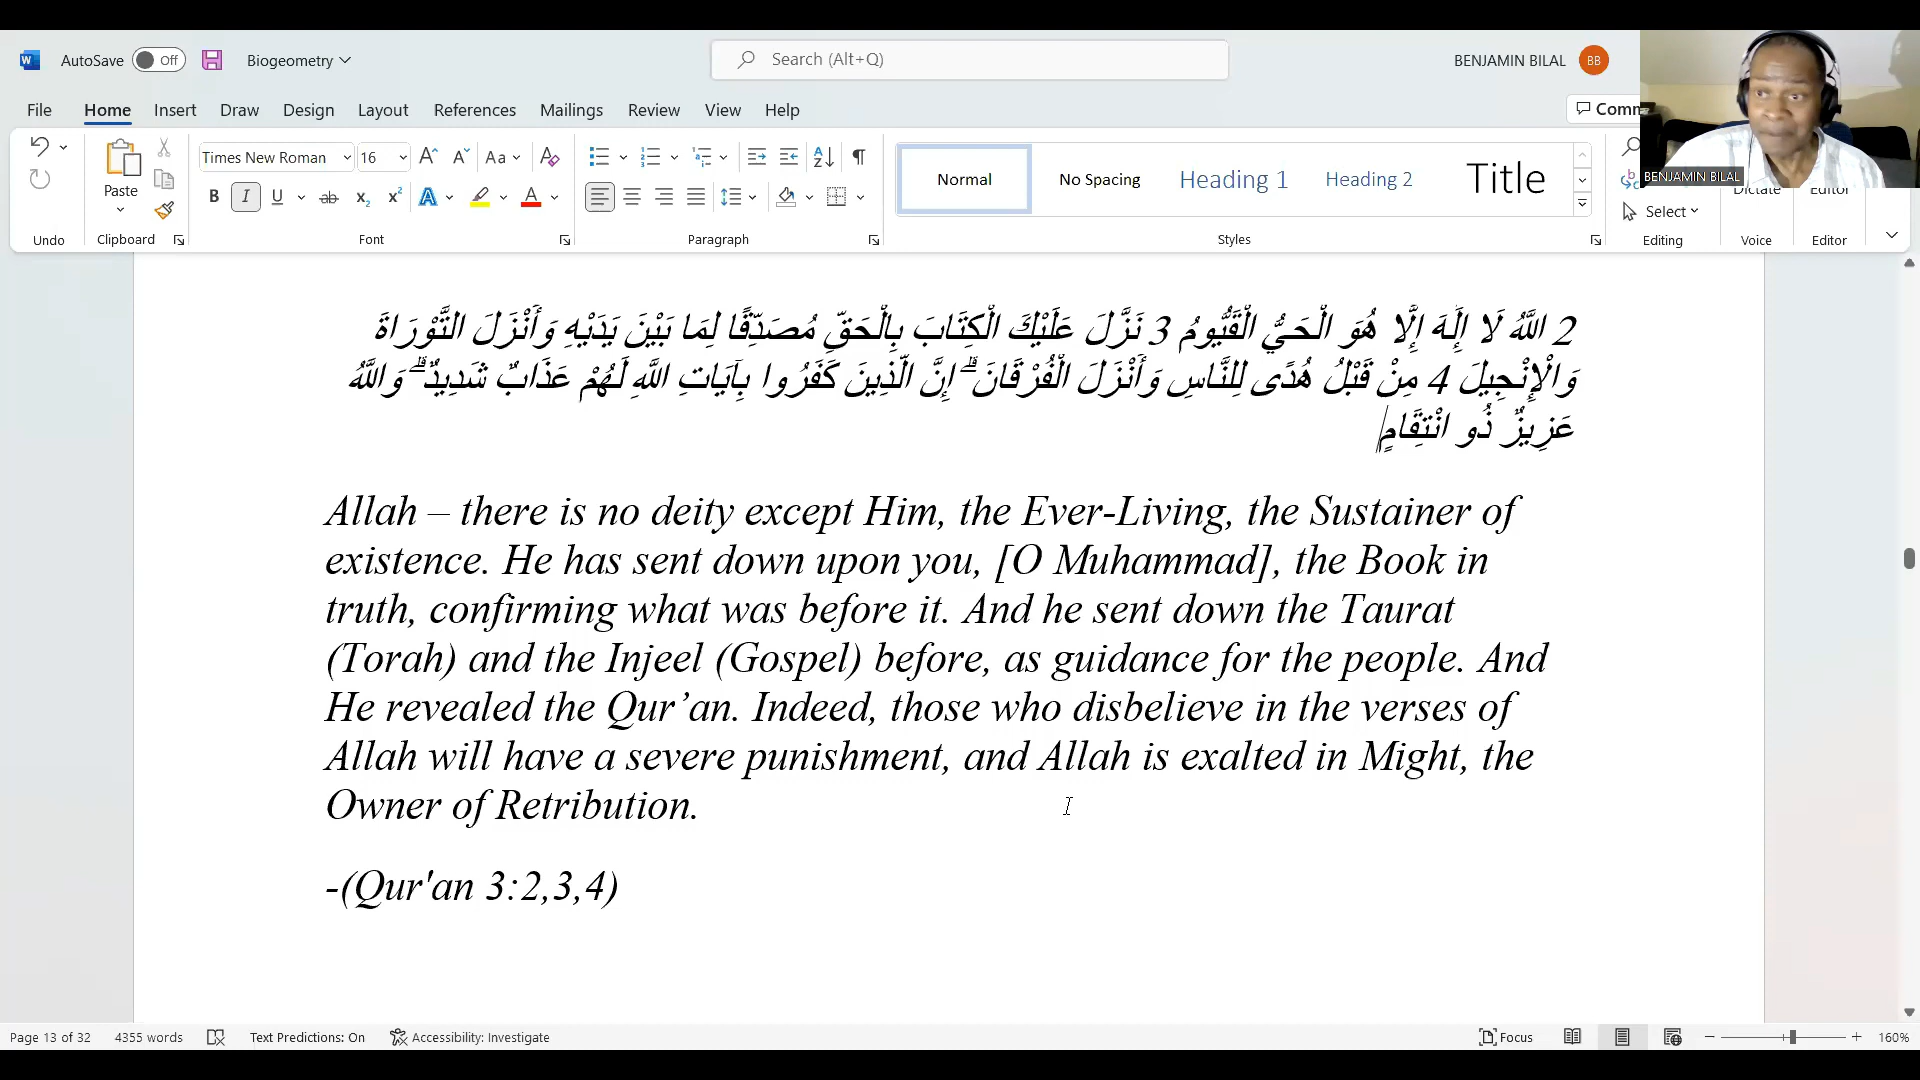 AutoSave Off Biogeometry Search (Alt+Q) BENJAMIN BILAL BB
File Home Insert Draw Design Layout References Mailings Review View Help
Times New Roman 16 Aa
Paste
Normal No Spacing Heading 1 Heading 2 Title
BENJAMIN BILAL
Dictate Editor
Select
Undo Clipboard Font Paragraph Styles Editing Voice Editor
2 اللَّهُ لَا إِلَٰهَ إِلَّا هُوَ الْحَيُّ الْقَيُّومُ 3 نَزَّلَ عَلَيْكَ الْكِتَابَ بِالْحَقِّ مُصَدِّقًا لِمَا بَيْنَ يَدَيْهِ وَأَنْزَلَ التَّوْرَاةَ
وَالْإِنْجِيلَ 4 مِنْ قَبْلُ هُدًى لِلنَّاسِ وَأَنْزَلَ الْفُرْقَانَ ۗ إِنَّ الَّذِينَ كَفَرُوا بِآيَاتِ اللَّهِ لَهُمْ عَذَابٌ شَدِيدٌ ۗ وَاللَّهُ
عَزِيزٌ ذُو انْتِقَامٍ
Allah – there is no deity except Him, the Ever-Living, the Sustainer of
existence. He has sent down upon you, [O Muhammad], the Book in
truth, confirming what was before it. And he sent down the Taurat
(Torah) and the Injeel (Gospel) before, as guidance for the people. And
He revealed the Qur’an. Indeed, those who disbelieve in the verses of
Allah will have a severe punishment, and Allah is exalted in Might, the
Owner of Retribution.
-(Qur'an 3:2,3,4)
Page 13 of 32 4355 words Text Predictions: On Accessibility: Investigate Focus 160%